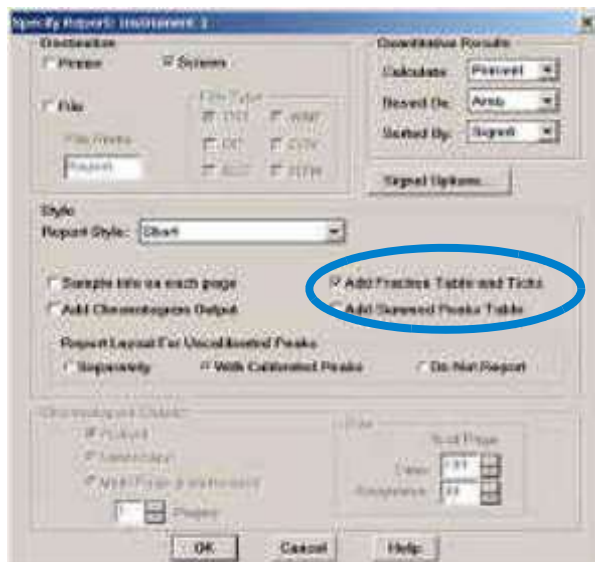 Specify Report: Instrument 1
Destination
Printer
Screen
File
File Type
File Name
Report
Quantitative Results
Calculate: Percent
Based On: Area
Sorted By: Signal
Signal Options...
Style
Report Style: Short
Sample info on each page
Add Fraction Table and Ticks
Add Chromatogram Output
Add Summed Peaks Table
Report Layout For Uncalibrated Peaks
Separately
With Calibrated Peaks
Do Not Report
Chromatogram Output
Portrait
Landscape
Size
% of Page
Time
Response
Pages
OK
Cancel
Help